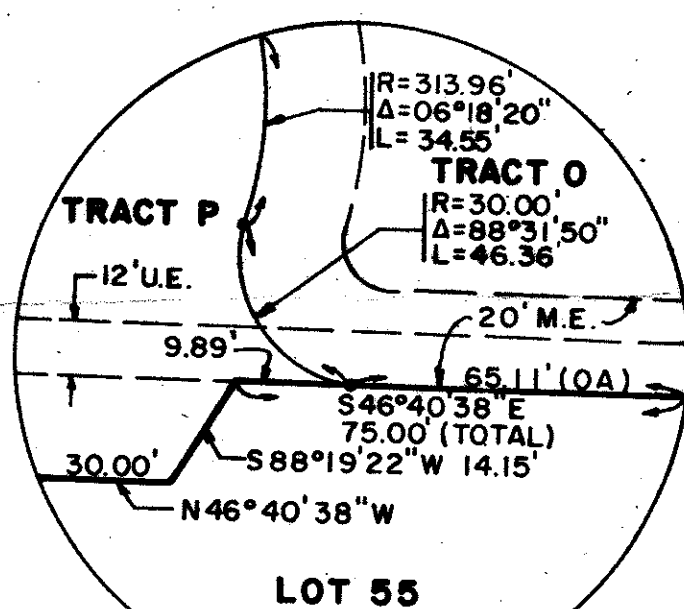 R=313.96'
Δ=06°18'20"
L=34.55'
TRACT O
TRACT P
R=30.00'
Δ=88°31'50"
L=46.36'
12'U.E.
20' M.E.
9.89'
65.11'(OA)
S46°40'38"E
75.00' (TOTAL)
30.00'
S88°19'22"W 14.15'
N46°40'38"W
LOT 55